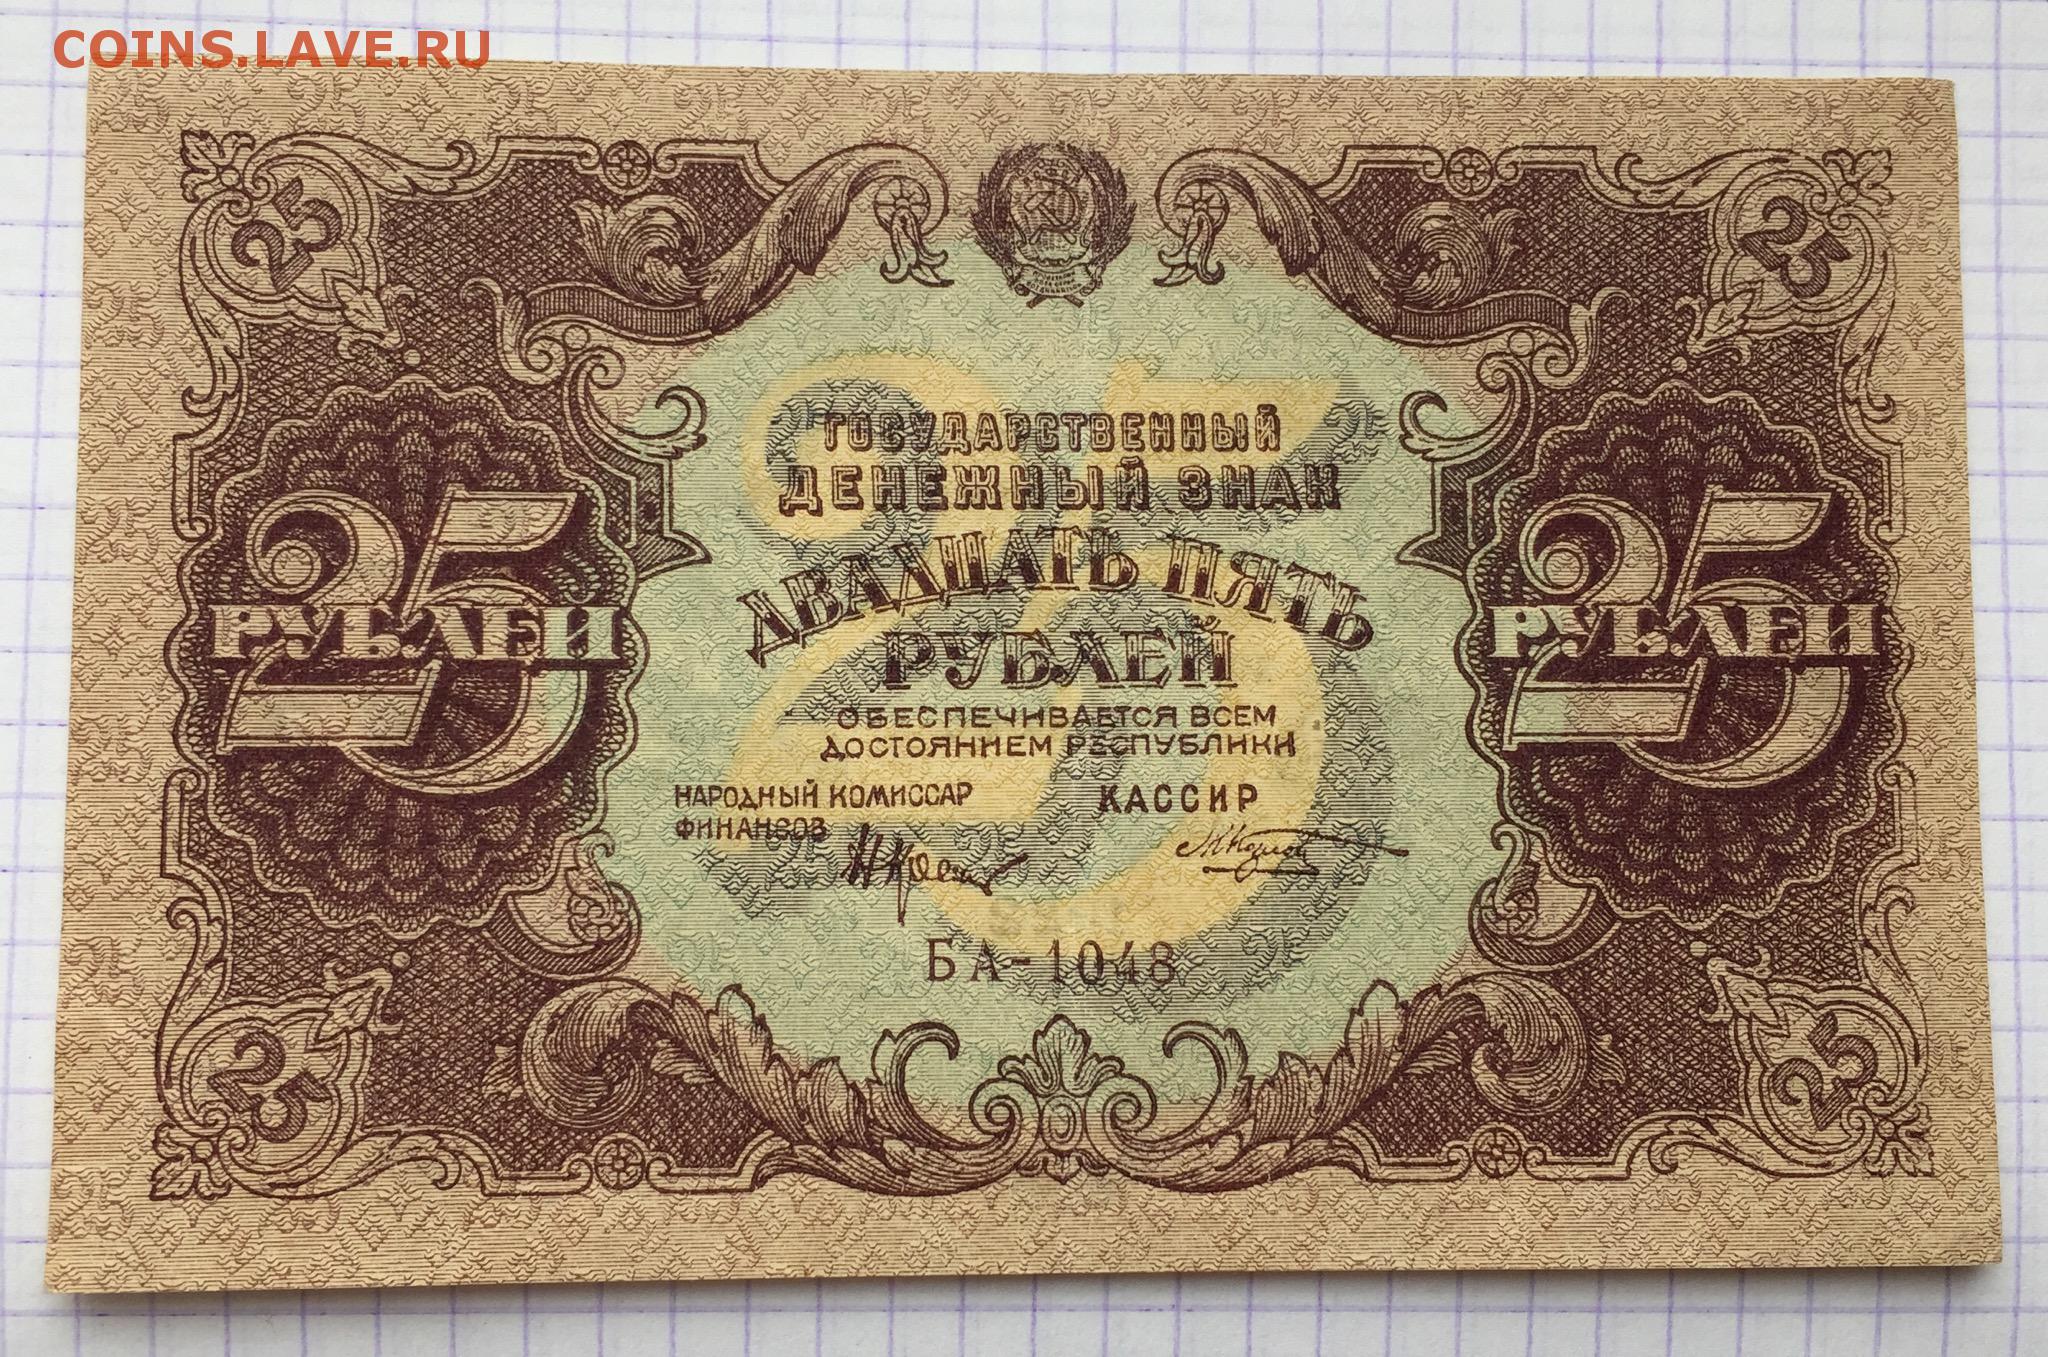 COINS.LAVE.RU
25
25
ГОСУДАРСТВЕННЫЙ
ДЕНЕЖНЫЙ ЗНАК
ДВАДЦАТЬ ПЯТЬ
РУБЛЕЙ
25
РУБЛЕЙ
25
РУБЛЕЙ
ОБЕСПЕЧИВАЕТСЯ ВСЕМ
ДОСТОЯНИЕМ РЕСПУБЛИКИ
НАРОДНЫЙ КОМИССАР
ФИНАНСОВ
КАССИР
БА-1048
25
25